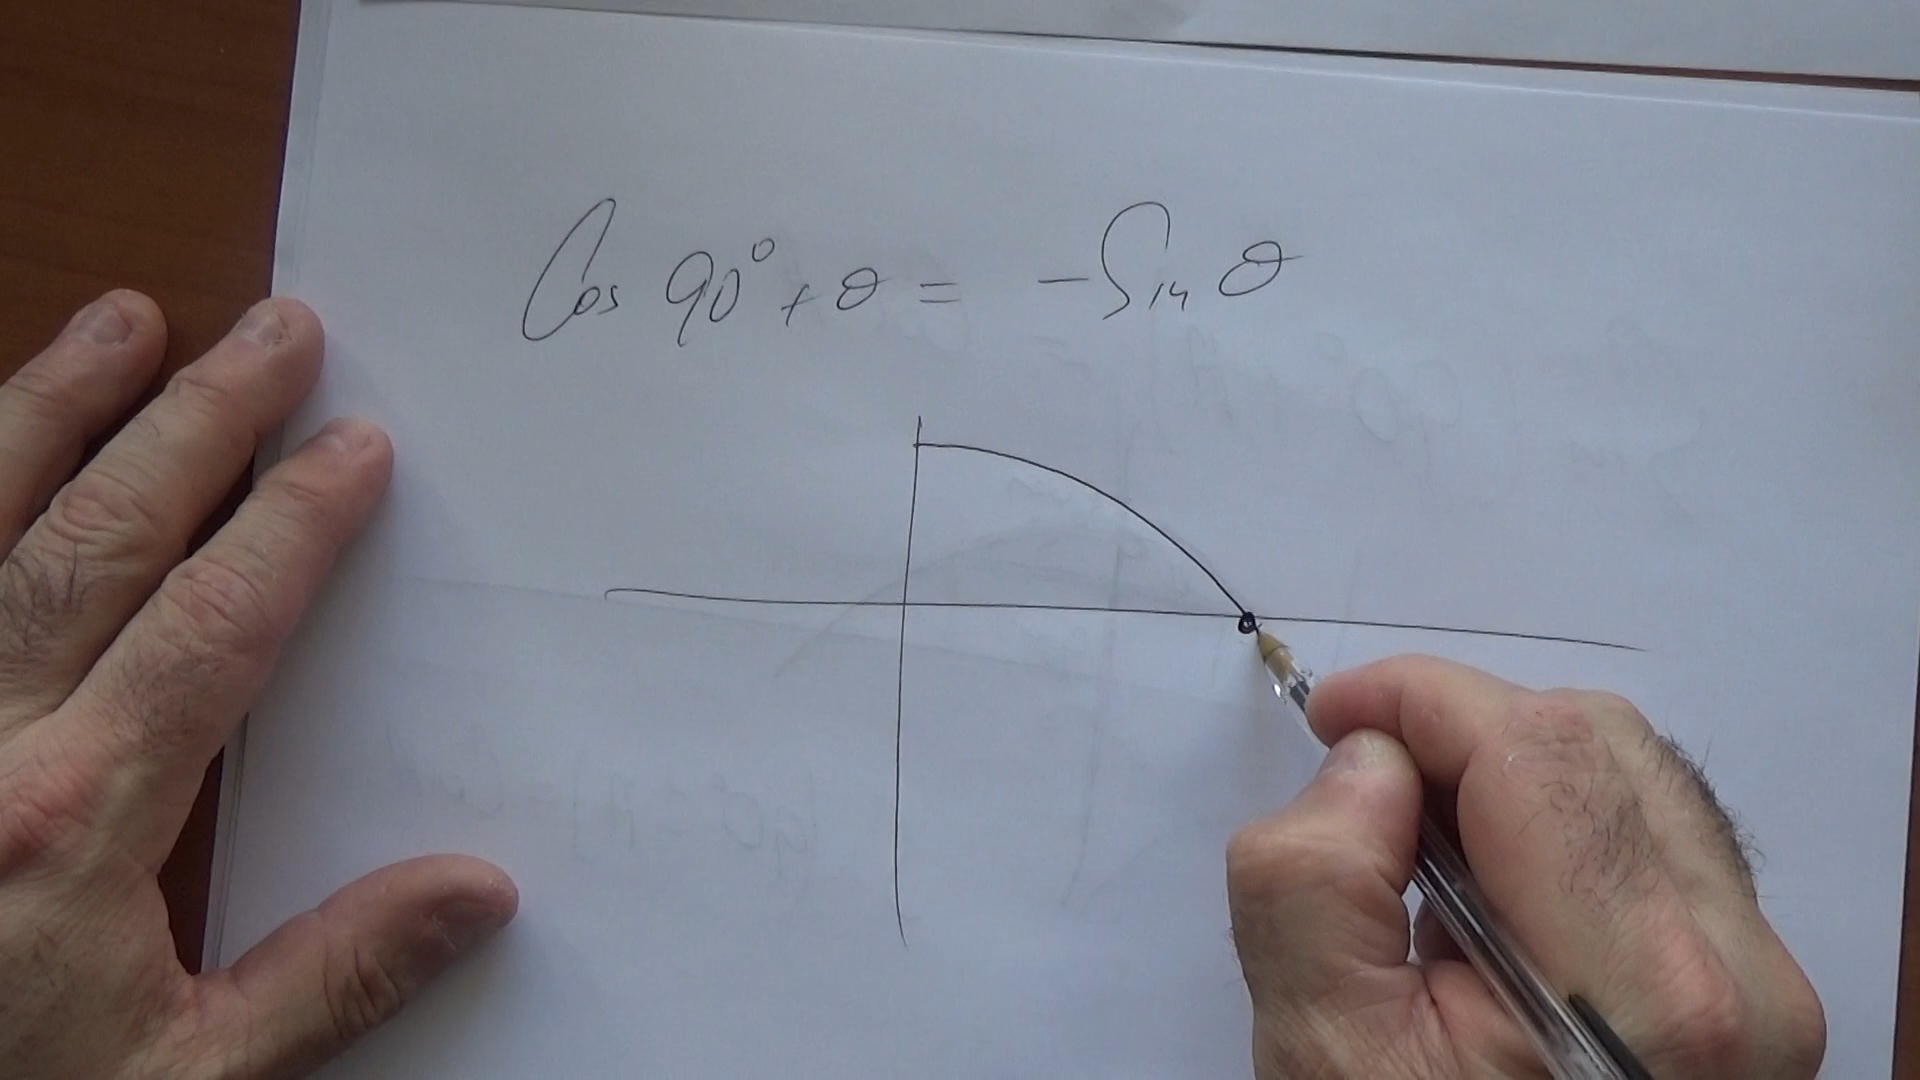 Cos 90° + θ = - Sin θ